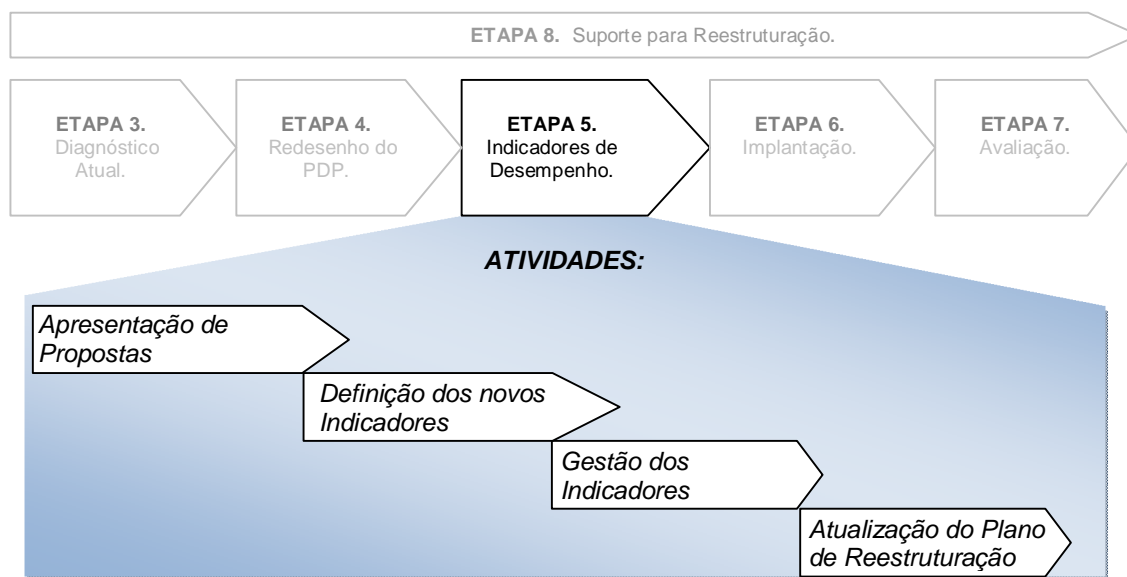 ETAPA 8. Suporte para Reestruturação.
ETAPA 3.
Diagnóstico
Atual.
ETAPA 4.
Redesenho do
PDP.
ETAPA 5.
Indicadores de
Desempenho.
ETAPA 6.
Implantação.
ETAPA 7.
Avaliação.
ATIVIDADES:
Apresentação de
Propostas
Definição dos novos
Indicadores
Gestão dos
Indicadores
Atualização do Plano
de Reestruturação